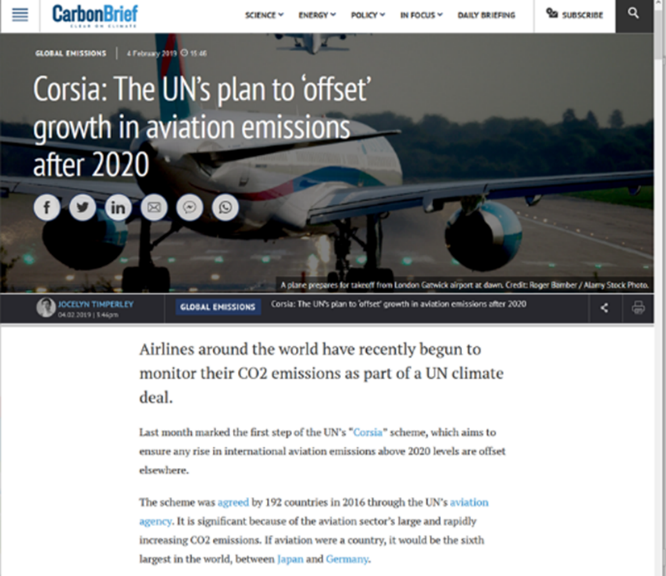 CarbonBrief
CLEAR ON CLIMATE
SCIENCE ENERGY POLICY IN FOCUS DAILY BRIEFING SUBSCRIBE
GLOBAL EMISSIONS | 4 February 2019 15:46
Corsia: The UN's plan to 'offset'
growth in aviation emissions
after 2020
A plane prepares for takeoff from London Gatwick airport at dawn. Credit: Roger Bamber / Alamy Stock Photo.
JOCELYN TIMPERLEY
04.02.2019 | 3:46pm
GLOBAL EMISSIONS
Corsia: The UN's plan to 'offset' growth in aviation emissions after 2020
Airlines around the world have recently begun to
monitor their CO2 emissions as part of a UN climate
deal.
Last month marked the first step of the UN's "Corsia" scheme, which aims to
ensure any rise in international aviation emissions above 2020 levels are offset
elsewhere.
The scheme was agreed by 192 countries in 2016 through the UN's aviation
agency. It is significant because of the aviation sector's large and rapidly
increasing CO2 emissions. If aviation were a country, it would be the sixth
largest in the world, between Japan and Germany.